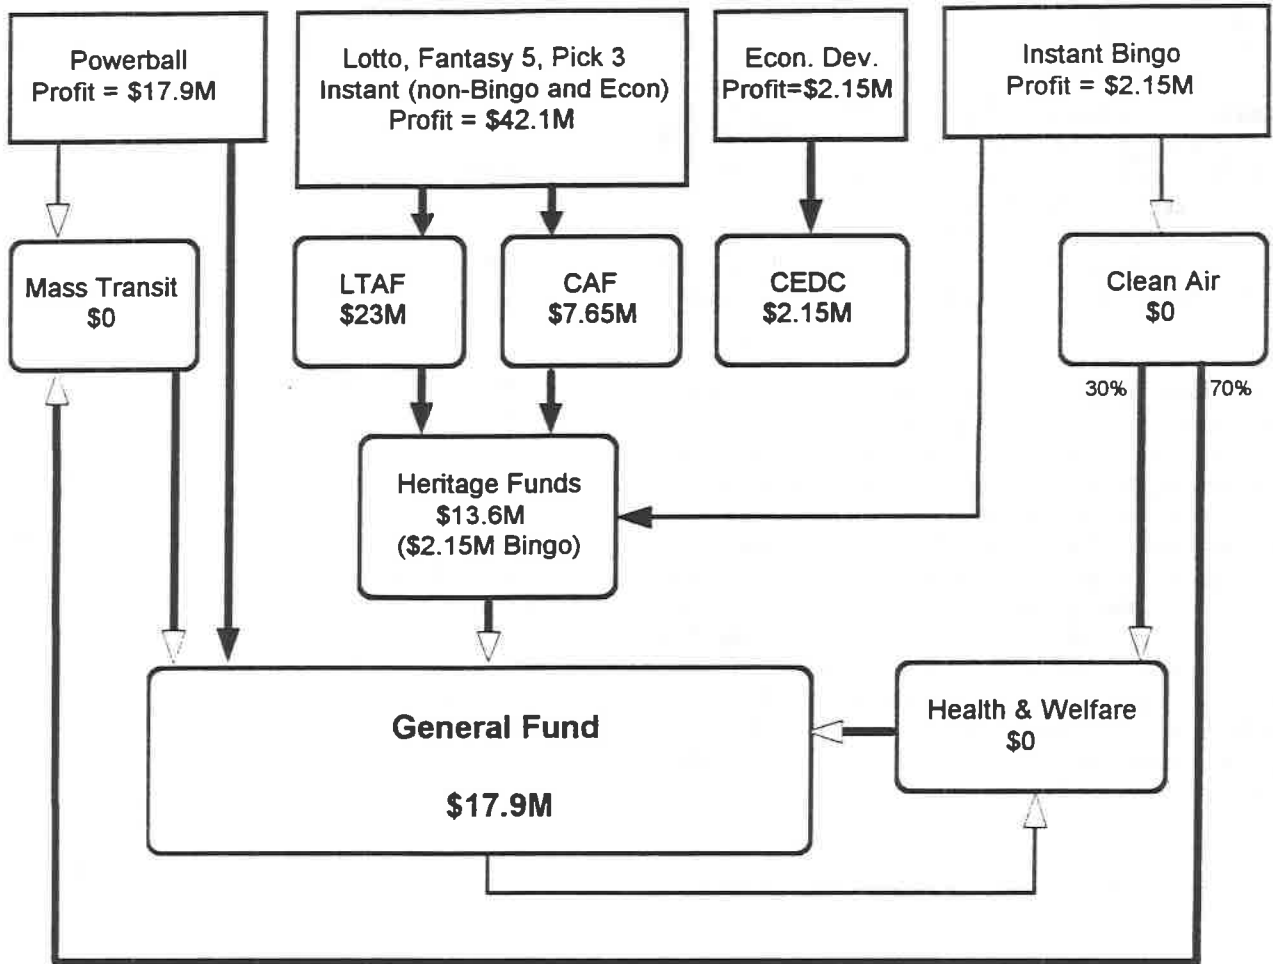 Powerball
Profit = $17.9M
Lotto, Fantasy 5, Pick 3
Instant (non-Bingo and Econ)
Profit = $42.1M
Econ. Dev.
Profit=$2.15M
Instant Bingo
Profit = $2.15M
Mass Transit
$0
LTAF
$23M
CAF
$7.65M
CEDC
$2.15M
Clean Air
$0
30%
70%
Heritage Funds
$13.6M
($2.15M Bingo)
General Fund
$17.9M
Health & Welfare
$0